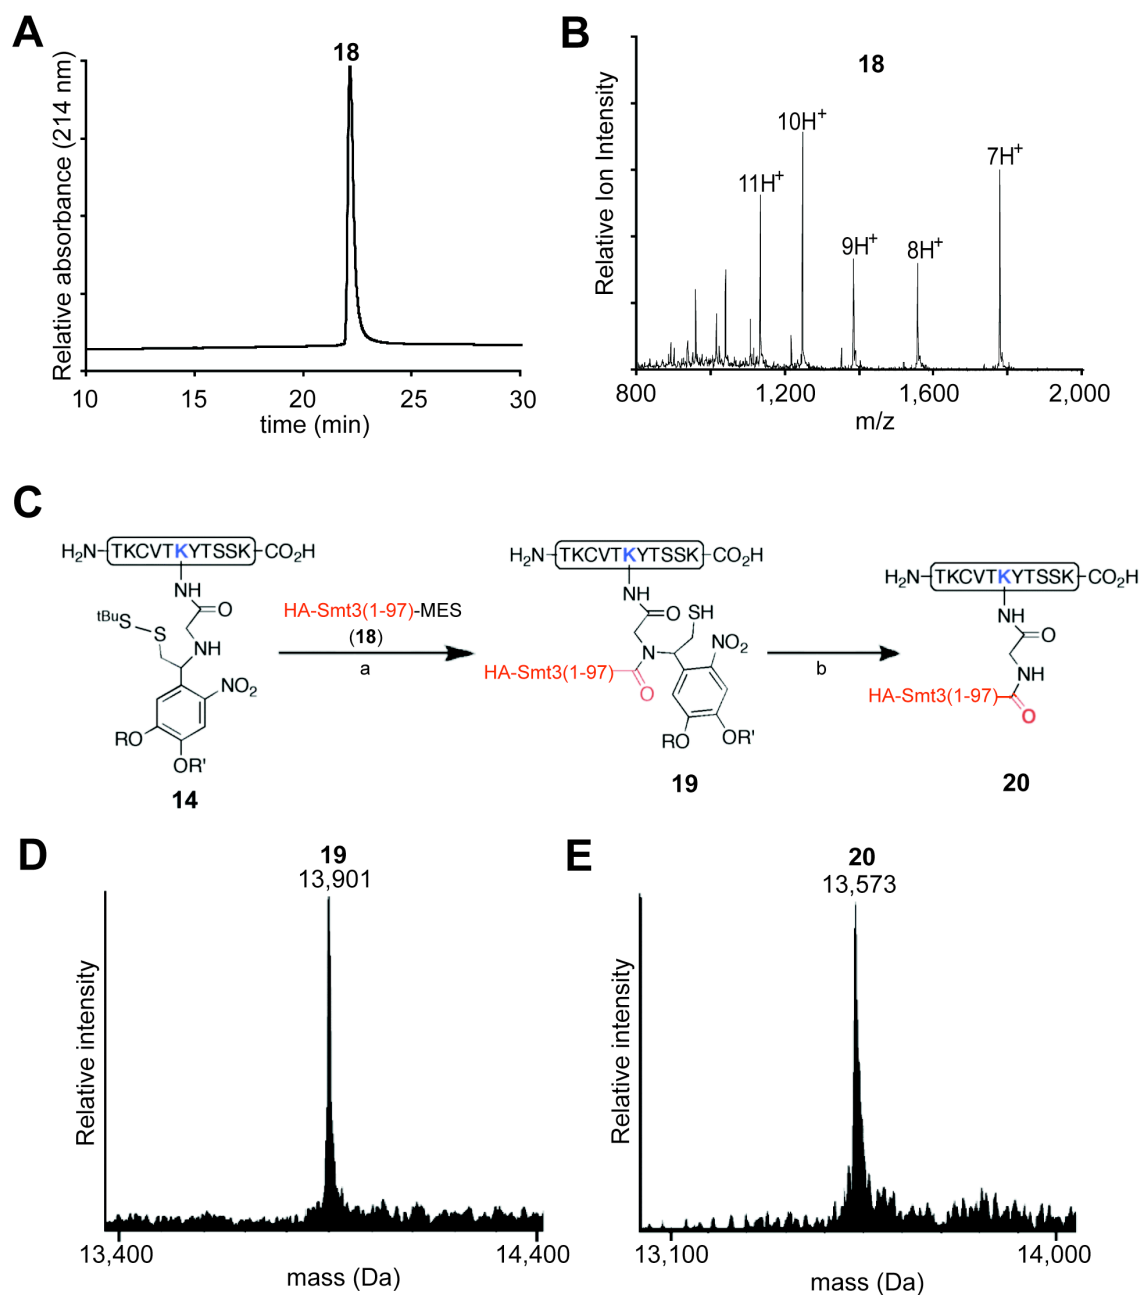 A
18
Relative absorbance (214 nm)
10 15 20 25 30
time (min)
B
18
Relative Ion Intensity
11H+
10H+
9H+
8H+
7H+
800 1,200 1,600 2,000
m/z
C
H2N-TKCVTKYTSSK-CO2H
NH
O
tBuS
S
NH
NO2
RO
OR'
14
HA-Smt3(1-97)-MES
(18)
a
H2N-TKCVTKYTSSK-CO2H
NH
O
SH
N
NO2
HA-Smt3(1-97)
O
RO
OR'
19
b
H2N-TKCVTKYTSSK-CO2H
NH
O
NH
HA-Smt3(1-97)
O
20
D
19
13,901
Relative intensity
13,400 14,400
mass (Da)
E
20
13,573
Relative intensity
13,100 14,000
mass (Da)